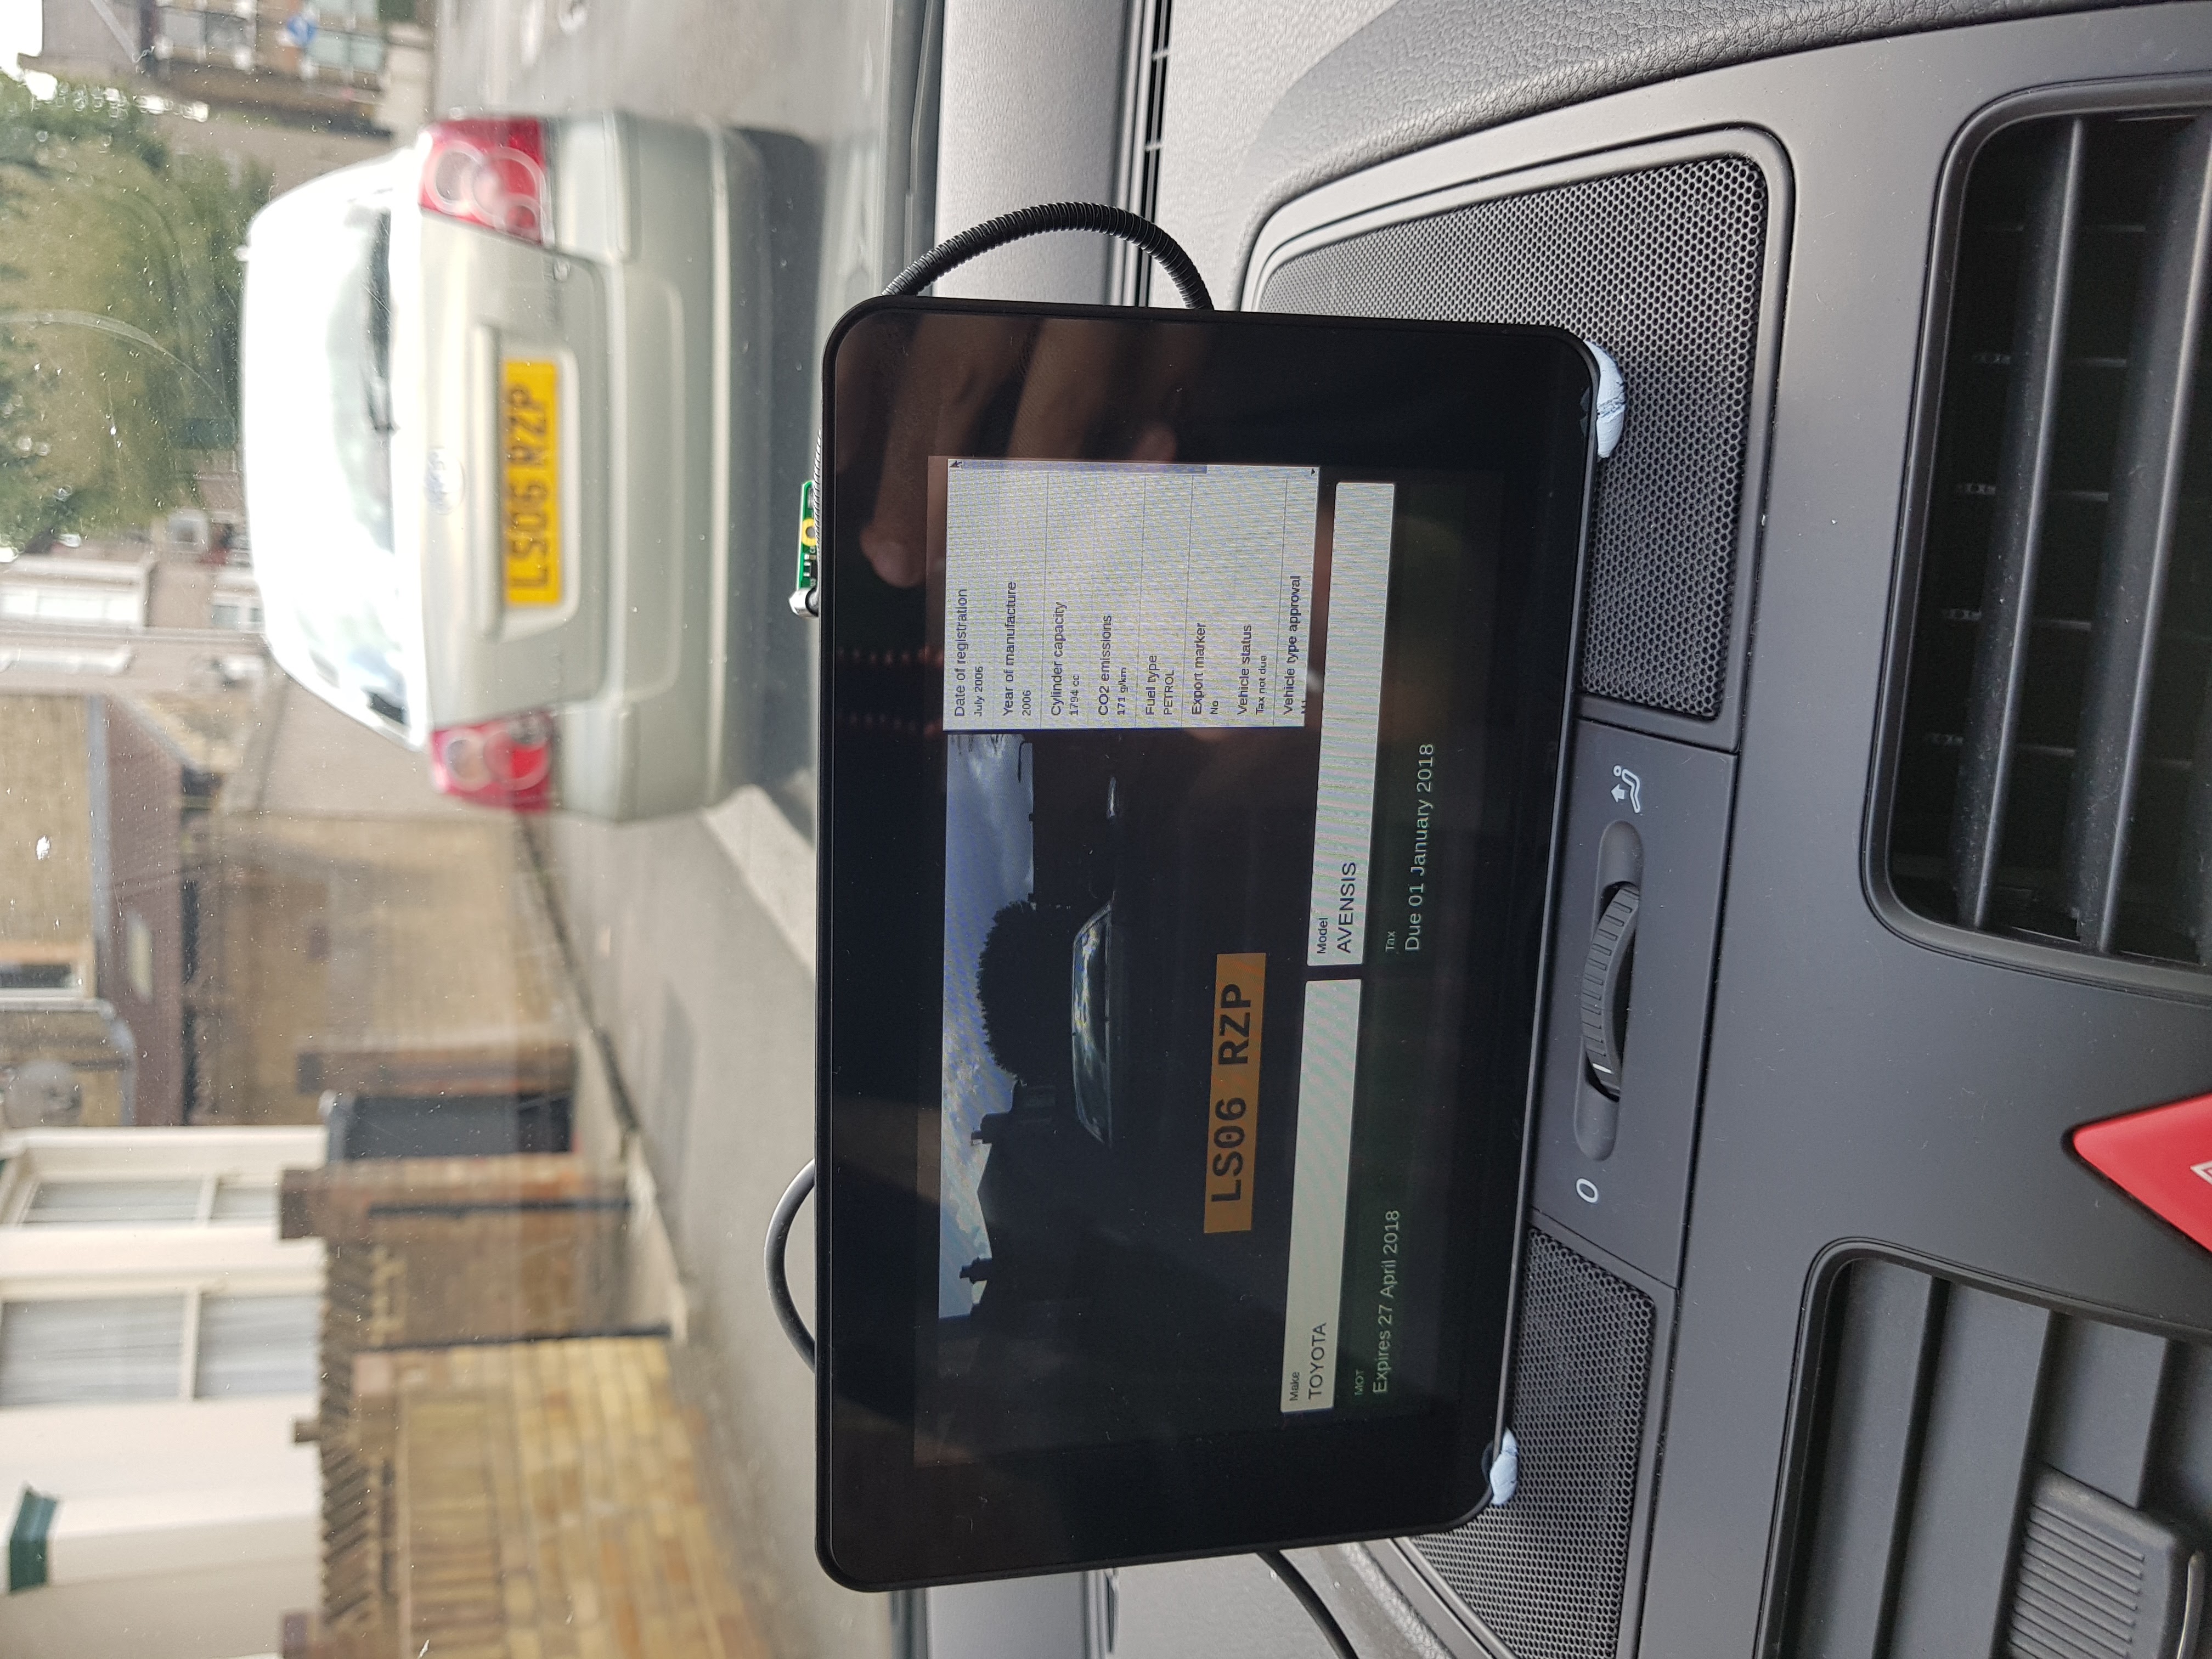 LS06 RZP
Date of registration
July 2006
Year of manufacture
2006
Cylinder capacity
1794 cc
CO2 emissions
171 g/km
Fuel type
PETROL
Export marker
No
Vehicle status
Tax not due
Vehicle type approval
LS06 RZP
Make
TOYOTA
Model
AVENSIS
MOT
Expires 27 April 2018
Tax
Due 01 January 2018
0